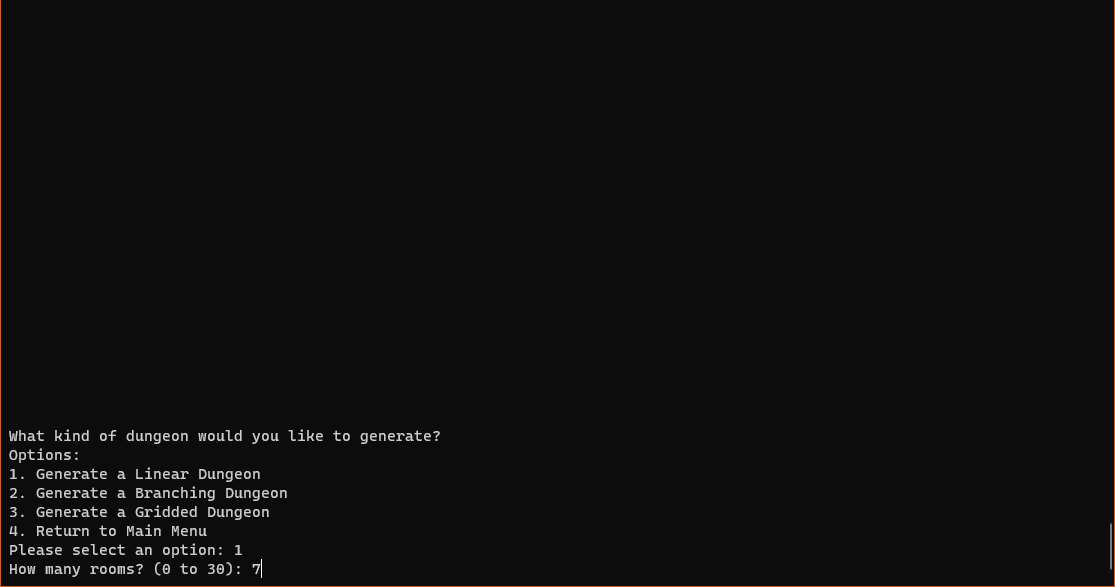 What kind of dungeon would you like to generate?
Options:
1. Generate a Linear Dungeon
2. Generate a Branching Dungeon
3. Generate a Gridded Dungeon
4. Return to Main Menu
Please select an option: 1
How many rooms? (0 to 30): 7